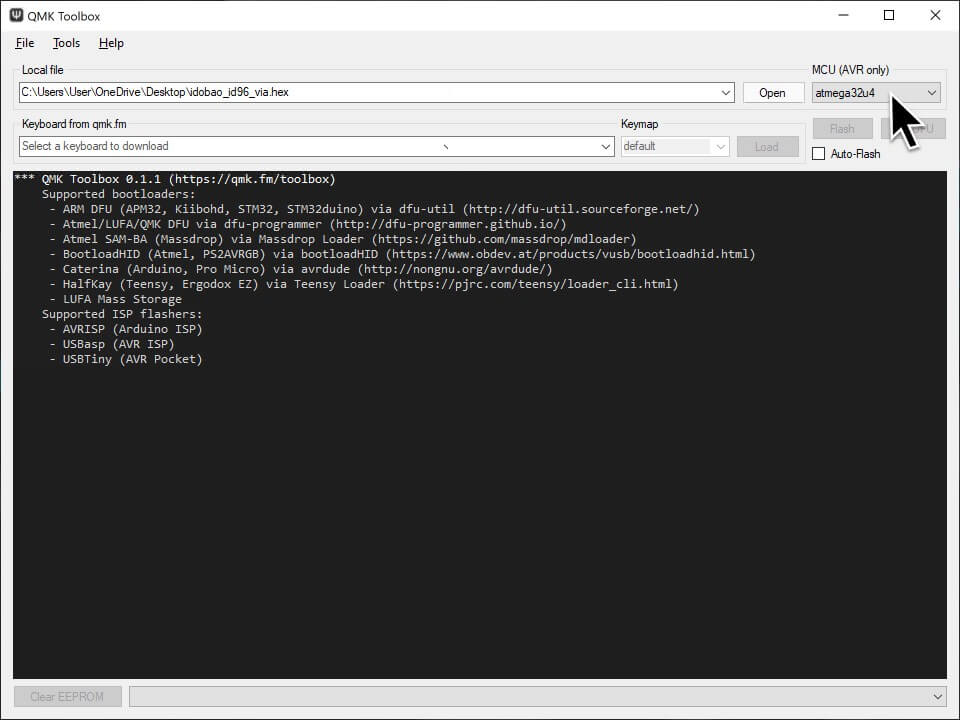 QMK Toolbox
File Tools Help
Local file
MCU (AVR only)
C:\Users\User\OneDrive\Desktop\idobao_id96_via.hex
Open
atmega32u4
Keyboard from qmk.fm
Keymap
Flash
Select a keyboard to download
default
Load
Auto-Flash
*** QMK Toolbox 0.1.1 (https://qmk.fm/toolbox)
Supported bootloaders:
- ARM DFU (APM32, Kiibohd, STM32, STM32duino) via dfu-util (http://dfu-util.sourceforge.net/)
- Atmel/LUFA/QMK DFU via dfu-programmer (http://dfu-programmer.github.io/)
- Atmel SAM-BA (Massdrop) via Massdrop Loader (https://github.com/massdrop/mdloader)
- BootloadHID (Atmel, PS2AVRGB) via bootloadHID (https://www.obdev.at/products/vusb/bootloadhid.html)
- Caterina (Arduino, Pro Micro) via avrdude (http://nongnu.org/avrdude/)
- HalfKay (Teensy, Ergodox EZ) via Teensy Loader (https://pjrc.com/teensy/loader_cli.html)
- LUFA Mass Storage
Supported ISP flashers:
- AVRISP (Arduino ISP)
- USBasp (AVR ISP)
- USBTiny (AVR Pocket)
Clear EEPROM